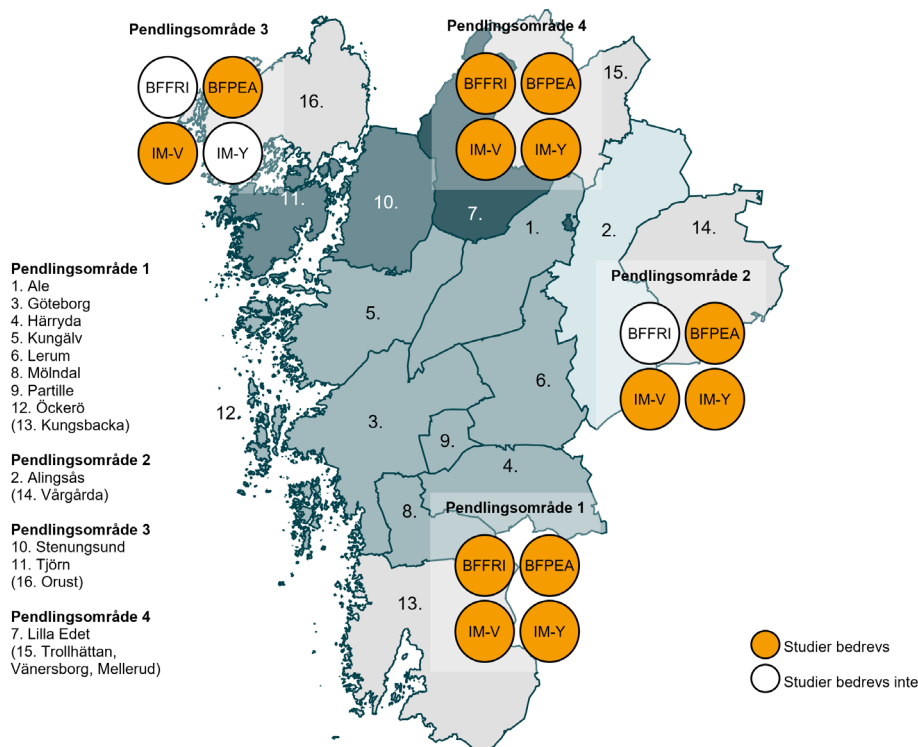 Pendlingsområde 3
BFFRI
BFPEA
IM-V
IM-Y
Pendlingsområde 4
BFFRI
BFPEA
IM-V
IM-Y
15.
16.
11.
10.
7.
1.
2.
14.
Pendlingsområde 2
BFFRI
BFPEA
IM-V
IM-Y
5.
6.
12.
3.
9.
4.
8.
13.
Pendlingsområde 1
BFFRI
BFPEA
IM-V
IM-Y
Pendlingsområde 1
1. Ale
3. Göteborg
4. Härryda
5. Kungälv
6. Lerum
8. Mölndal
9. Partille
12. Öckerö
(13. Kungsbacka)
Pendlingsområde 2
2. Alingsås
(14. Vårgårda)
Pendlingsområde 3
10. Stenungsund
11. Tjörn
(16. Orust)
Pendlingsområde 4
7. Lilla Edet
(15. Trollhättan,
Vänersborg, Mellerud)
Studier bedrevs
Studier bedrevs inte